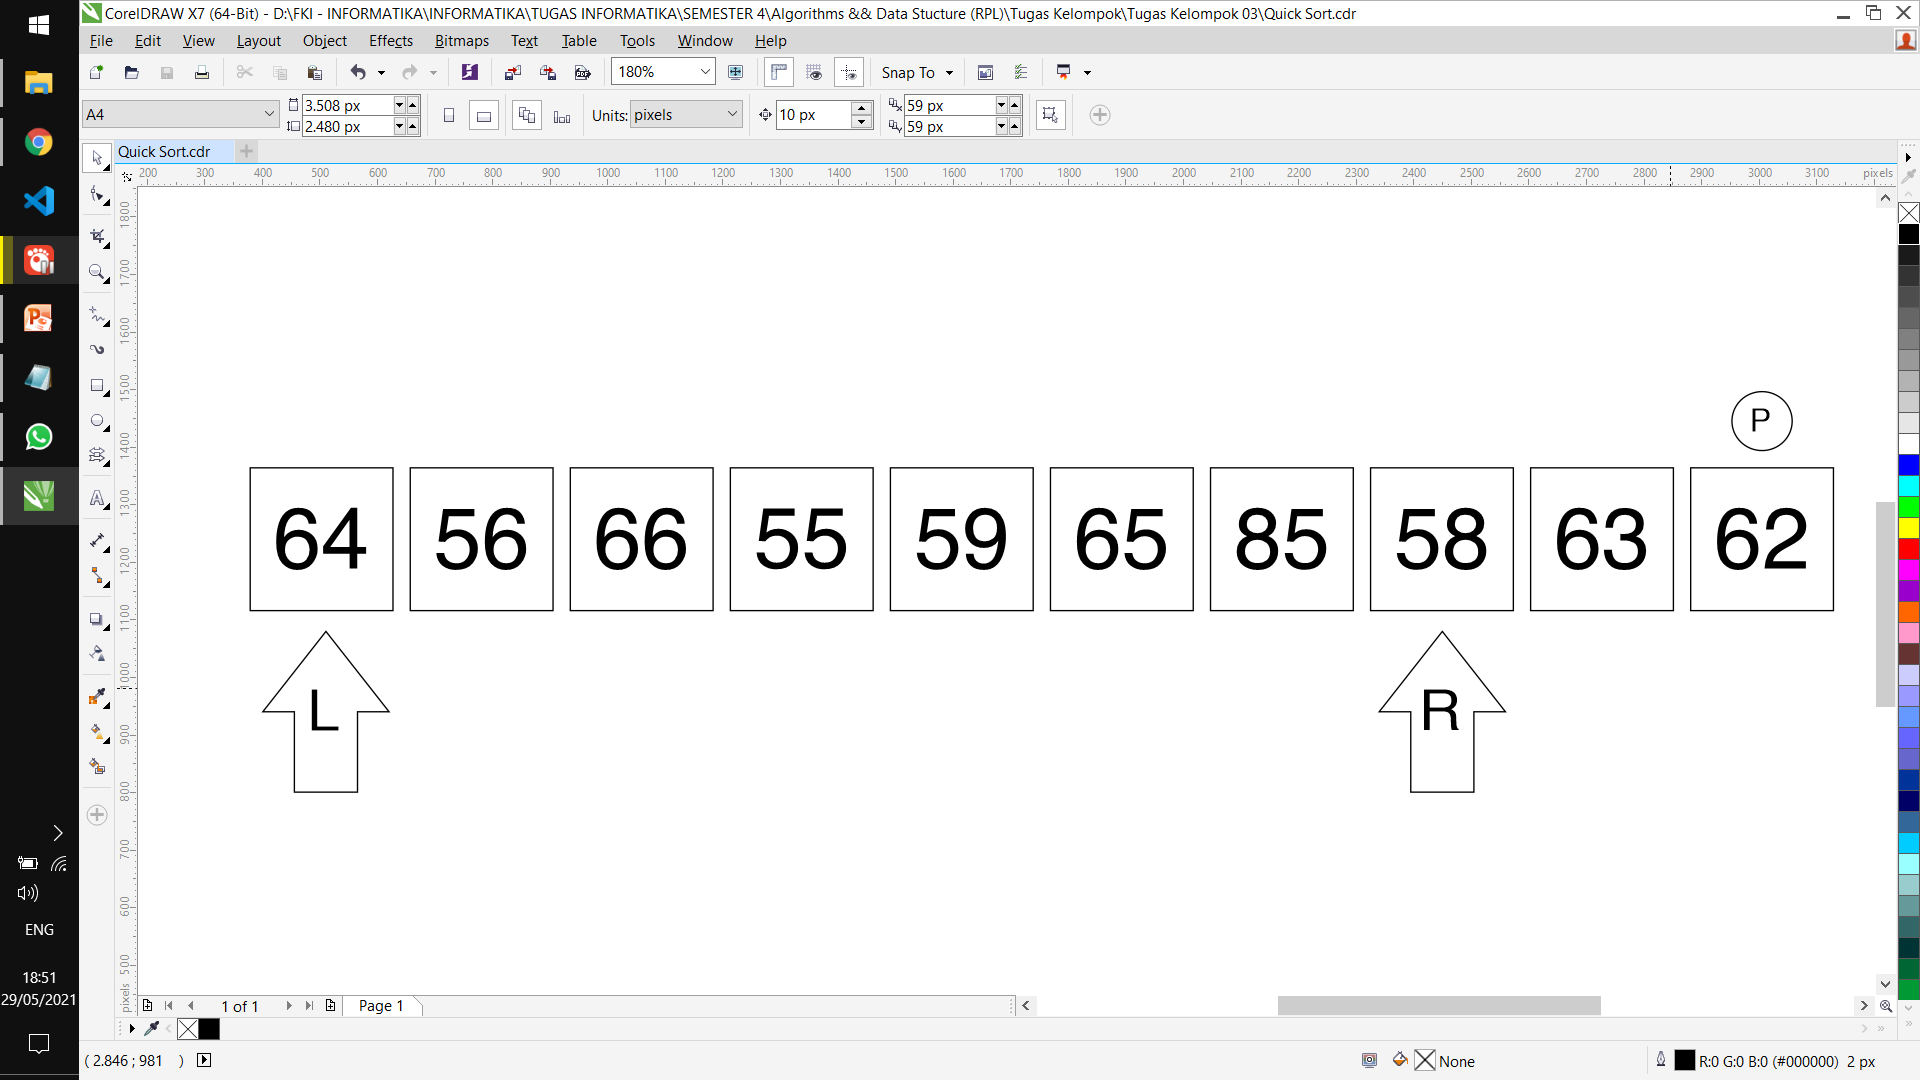 CorelDRAW X7 (64-Bit) - D:\FKI - INFORMATIKA\INFORMATIKA\TUGAS INFORMATIKA\SEMESTER 4\Algorithms && Data Stucture (RPL)\Tugas Kelompok\Tugas Kelompok 03\Quick Sort.cdr
File Edit View Layout Object Effects Bitmaps Text Table Tools Window Help
180% Snap To
A4 3.508 px 2.480 px Units: pixels 10 px 59 px 59 px
Quick Sort.cdr
200 300 400 500 600 700 800 900 1000 1100 1200 1300 1400 1500 1600 1700 1800 1900 2000 2100 2200 2300 2400 2500 2600 2700 2800 2900 3000 3100 pixels
1800
1700
1600
1500
1400
1300
1200
1100
1000
900
800
700
600
500
pixels
P
64 56 66 55 59 65 85 58 63 62
L R
1 of 1 Page 1
( 2.846 ; 981 ) None R:0 G:0 B:0 (#000000) 2 px
ENG
18:51
29/05/2021